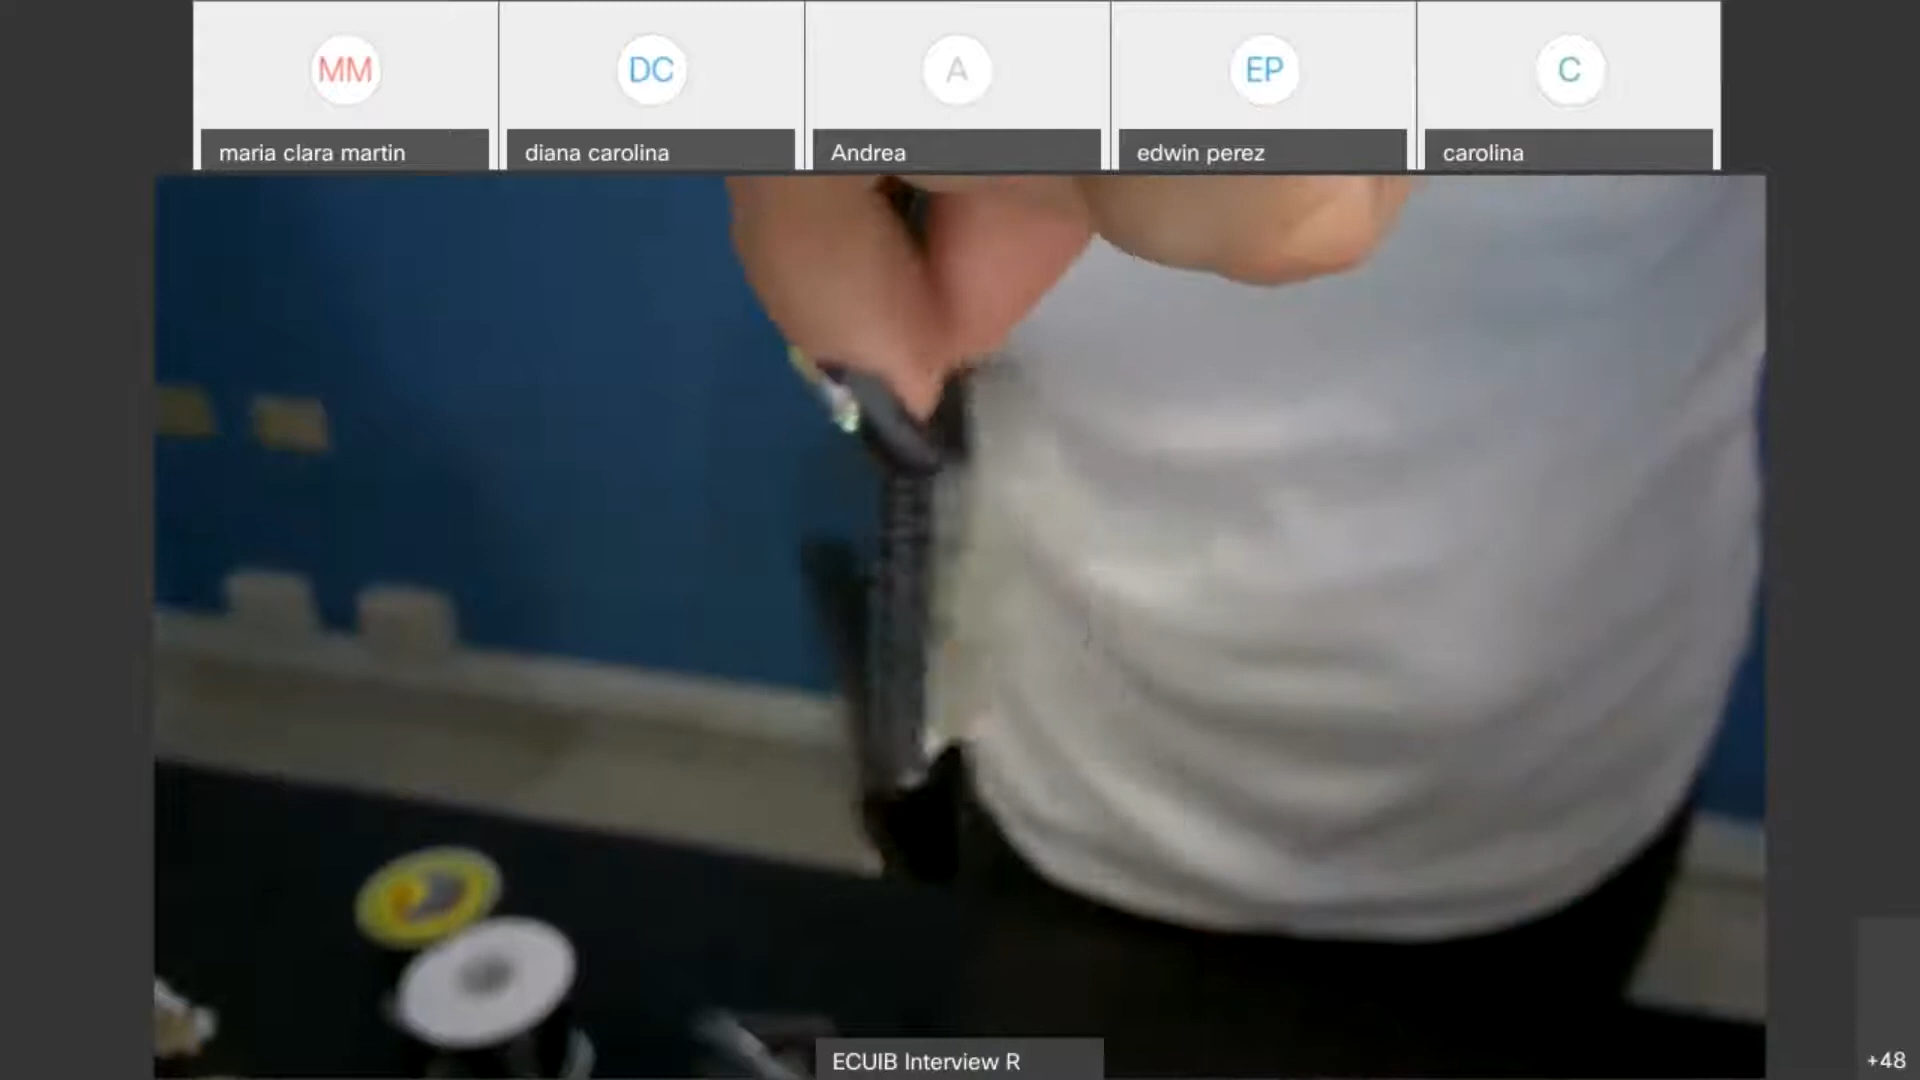 MM
DC
A
EP
C
maria clara martin
diana carolina
Andrea
edwin perez
carolina
ECUIB Interview R
+48